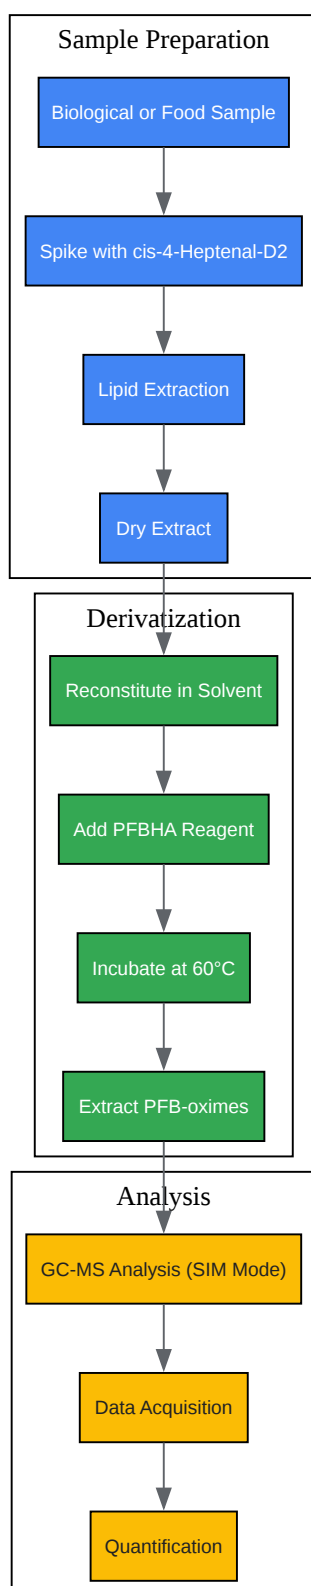 Sample Preparation
Biological or Food Sample
Spike with cis-4-Heptenal-D2
Lipid Extraction
Dry Extract
Derivatization
Reconstitute in Solvent
Add PFBHA Reagent
Incubate at 60°C
Extract PFB-oximes
Analysis
GC-MS Analysis (SIM Mode)
Data Acquisition
Quantification